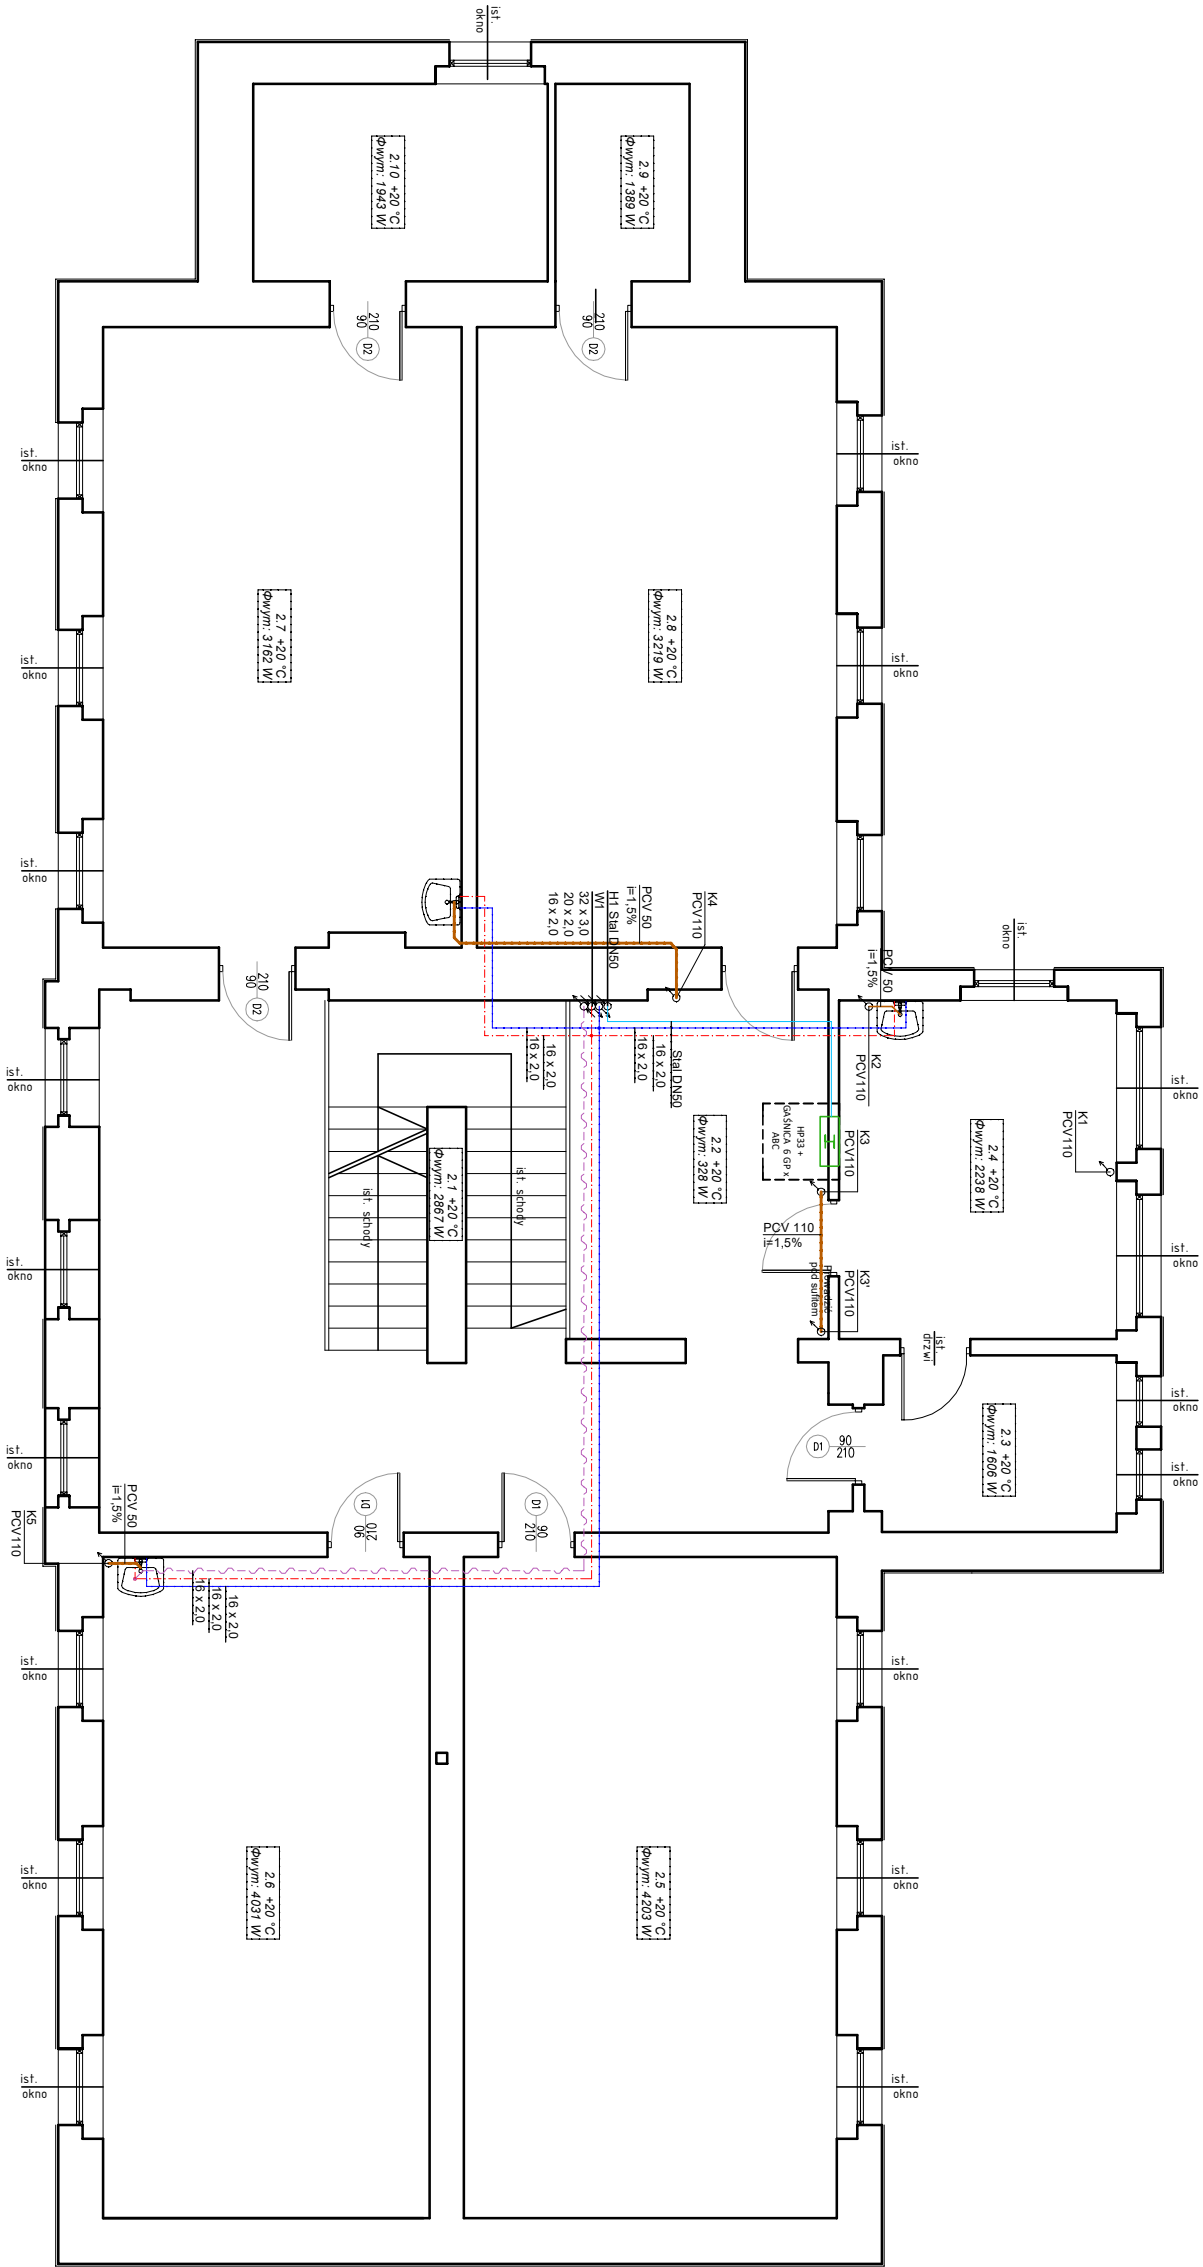 ist.
okno
2.10 +20 °C
Φwym: 1943 W
2.9 +20 °C
Φwym: 1389 W
210
90
D2
210
90
D2
ist.
okno
ist.
okno
2.7 +20 °C
Φwym: 3162 W
2.8 +20 °C
Φwym: 3219 W
ist.
okno
ist.
okno
ist.
okno
PCV 50
i=1,5%
H1 Stal DN50
W1
32 x 3,0
20 x 2,0
16 x 2,0
K4
PCV110
ist.
okno
PCV 50
i=1,5%
210
90
D2
16 x 2,0
16 x 2,0
Stal DN50
16 x 2,0
16 x 2,0
K2
PCV110
ist.
okno
ist.
okno
HP33 +
GAŚNICA 6 GP x
ABC
K3
PCV110
K1
PCV110
2.4 +20 °C
Φwym: 2238 W
2.2 +20 °C
Φwym: 328 W
2.1 +20 °C
Φwym: 2867 W
ist. schody
ist. schody
PCV 110
i=1,5%
prowadzić
pod sufitem
K3'
PCV110
ist.
okno
ist.
okno
ist.
drzwi
ist.
okno
2.3 +20 °C
Φwym: 1606 W
D1
90
210
ist.
okno
ist.
okno
D1
210
90
D1
90
210
PCV 50
i=1,5%
K5
PCV110
16 x 2,0
16 x 2,0
16 x 2,0
ist.
okno
ist.
okno
2.6 +20 °C
Φwym: 4031 W
2.5 +20 °C
Φwym: 4203 W
ist.
okno
ist.
okno
ist.
okno
ist.
okno